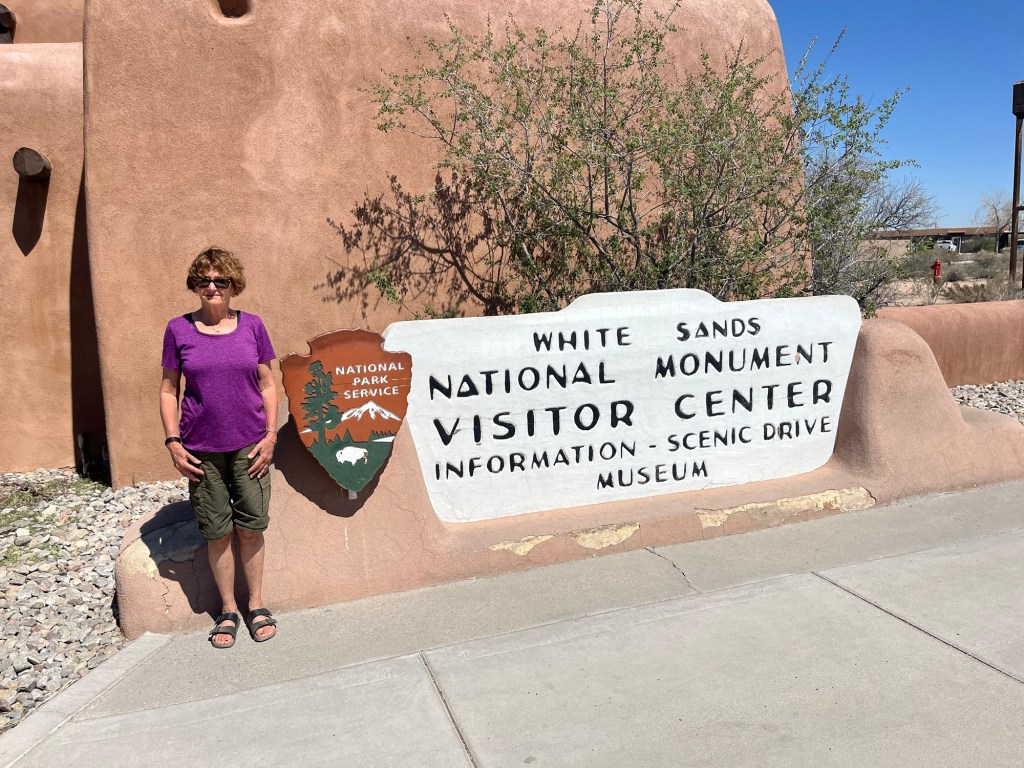 NATIONAL
PARK
SERVICE
WHITE SANDS
NATIONAL MONUMENT
VISITOR CENTER
INFORMATION - SCENIC DRIVE
MUSEUM